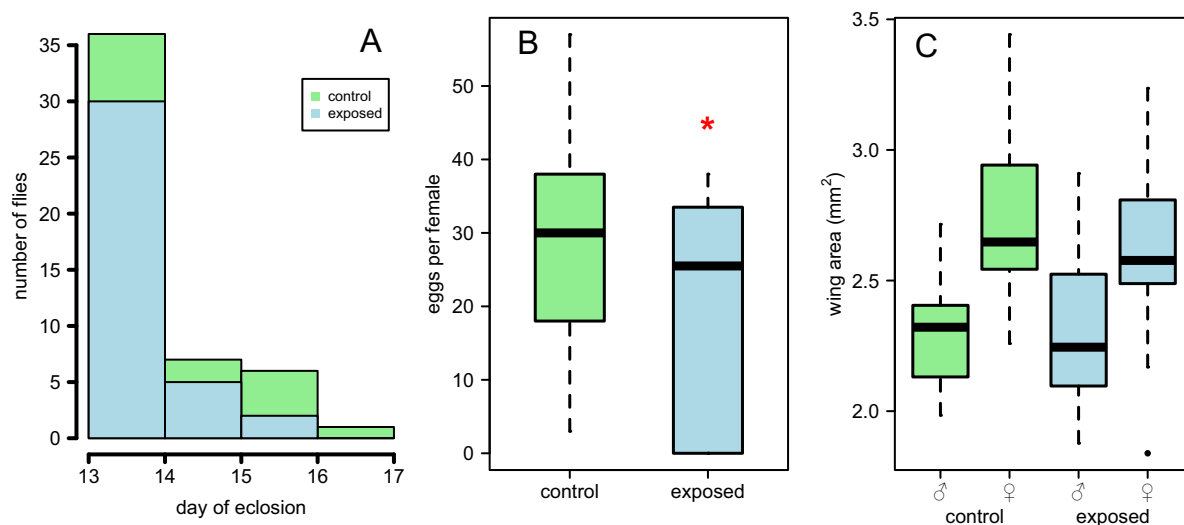 A
control
exposed
number of flies
35
30
25
20
15
10
5
0
13
14
15
16
17
day of eclosion
B
*
eggs per female
50
40
30
20
10
0
control
exposed
C
wing area (mm²)
3.5
3.0
2.5
2.0
♂ ♀ ♂ ♀
control exposed